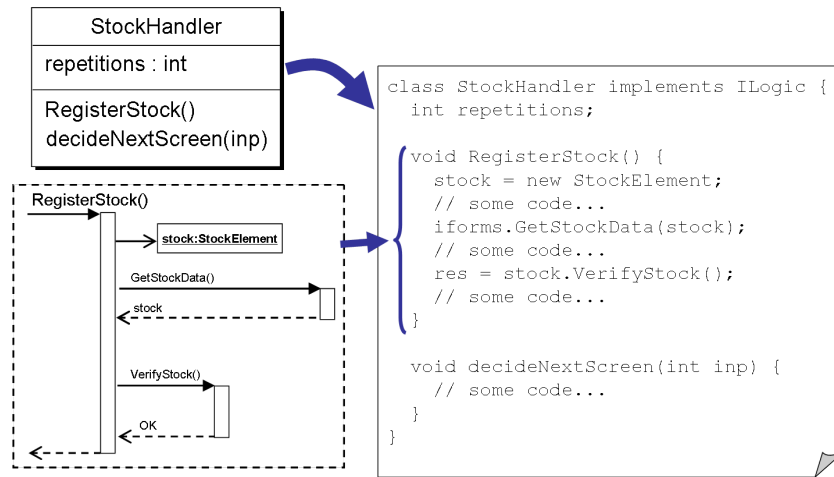 StockHandler
repetitions : int
RegisterStock()
decideNextScreen(inp)
RegisterStock()
stock:StockElement
GetStockData()
stock
VerifyStock()
OK
class StockHandler implements ILogic {
int repetitions;
void RegisterStock() {
stock = new StockElement;
// some code...
iforms.GetStockData(stock);
// some code...
res = stock.VerifyStock();
// some code...
}
void decideNextScreen(int inp) {
// some code...
}
}